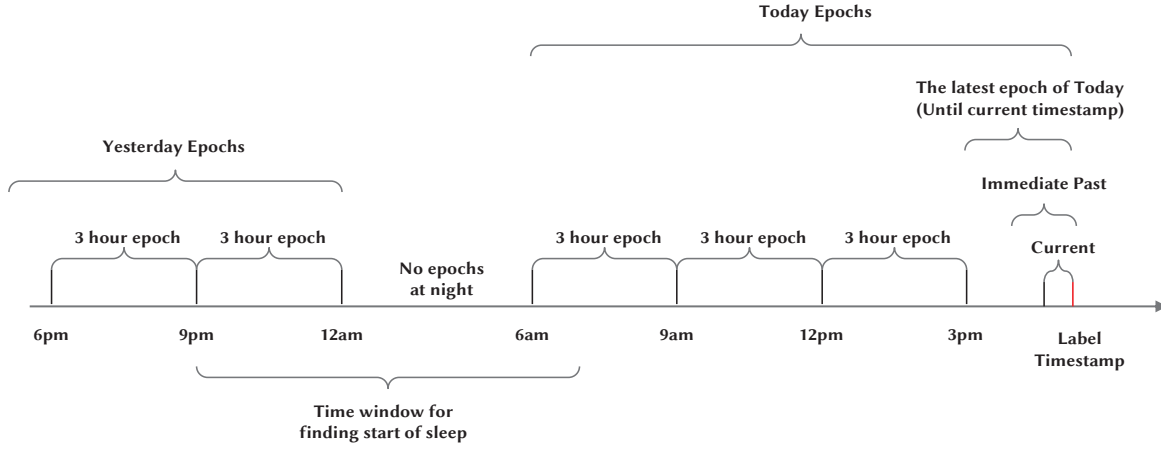 Today Epochs
The latest epoch of Today
(Until current timestamp)
Yesterday Epochs
Immediate Past
3 hour epoch
3 hour epoch
3 hour epoch
3 hour epoch
3 hour epoch
Current
No epochs
at night
6pm
9pm
12am
6am
9am
12pm
3pm
Label
Timestamp
Time window for
finding start of sleep